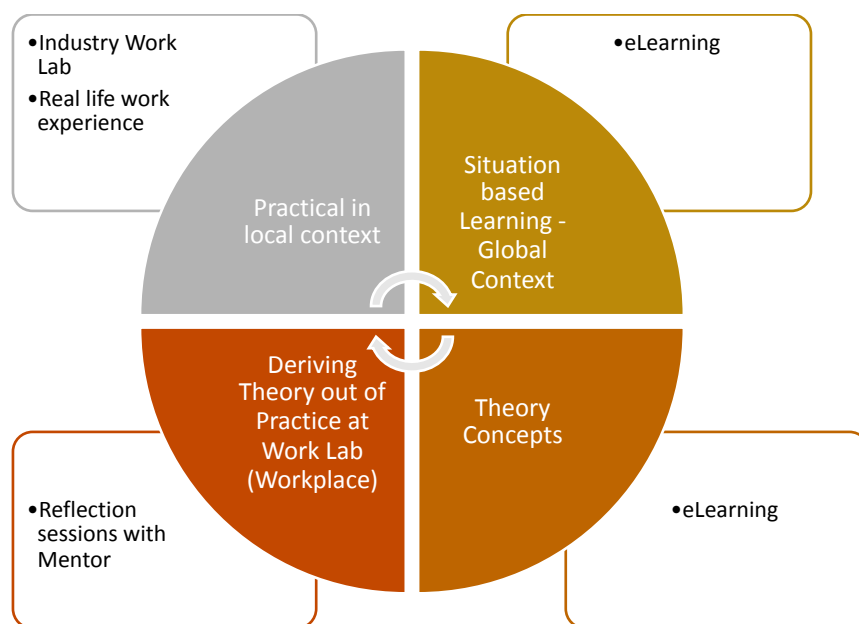 •Industry Work
Lab
•Real life work
experience
•eLearning
Practical in
local context
Situation
based
Learning -
Global
Context
Deriving
Theory out of
Practice at
Work Lab
(Workplace)
Theory
Concepts
•Reflection
sessions with
Mentor
•eLearning